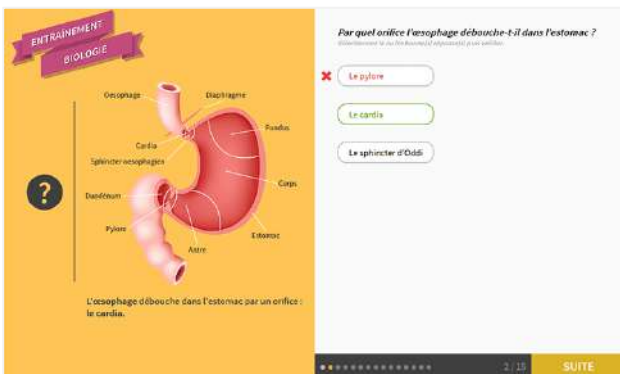 ENTRAÎNEMENT
BIOLOGIE
Oesophage
Diaphragme
Fundus
Cardia
Sphincter oesophagien
Corps
Duodénum
Pylore
Antre
Estomac
?
L'œsophage débouche dans l'estomac par un orifice :
le cardia.
Par quel orifice l'œsophage débouche-t-il dans l'estomac ?
Le pylore
Le cardia
Le sphincter d'Oddi
2 / 15
SUITE